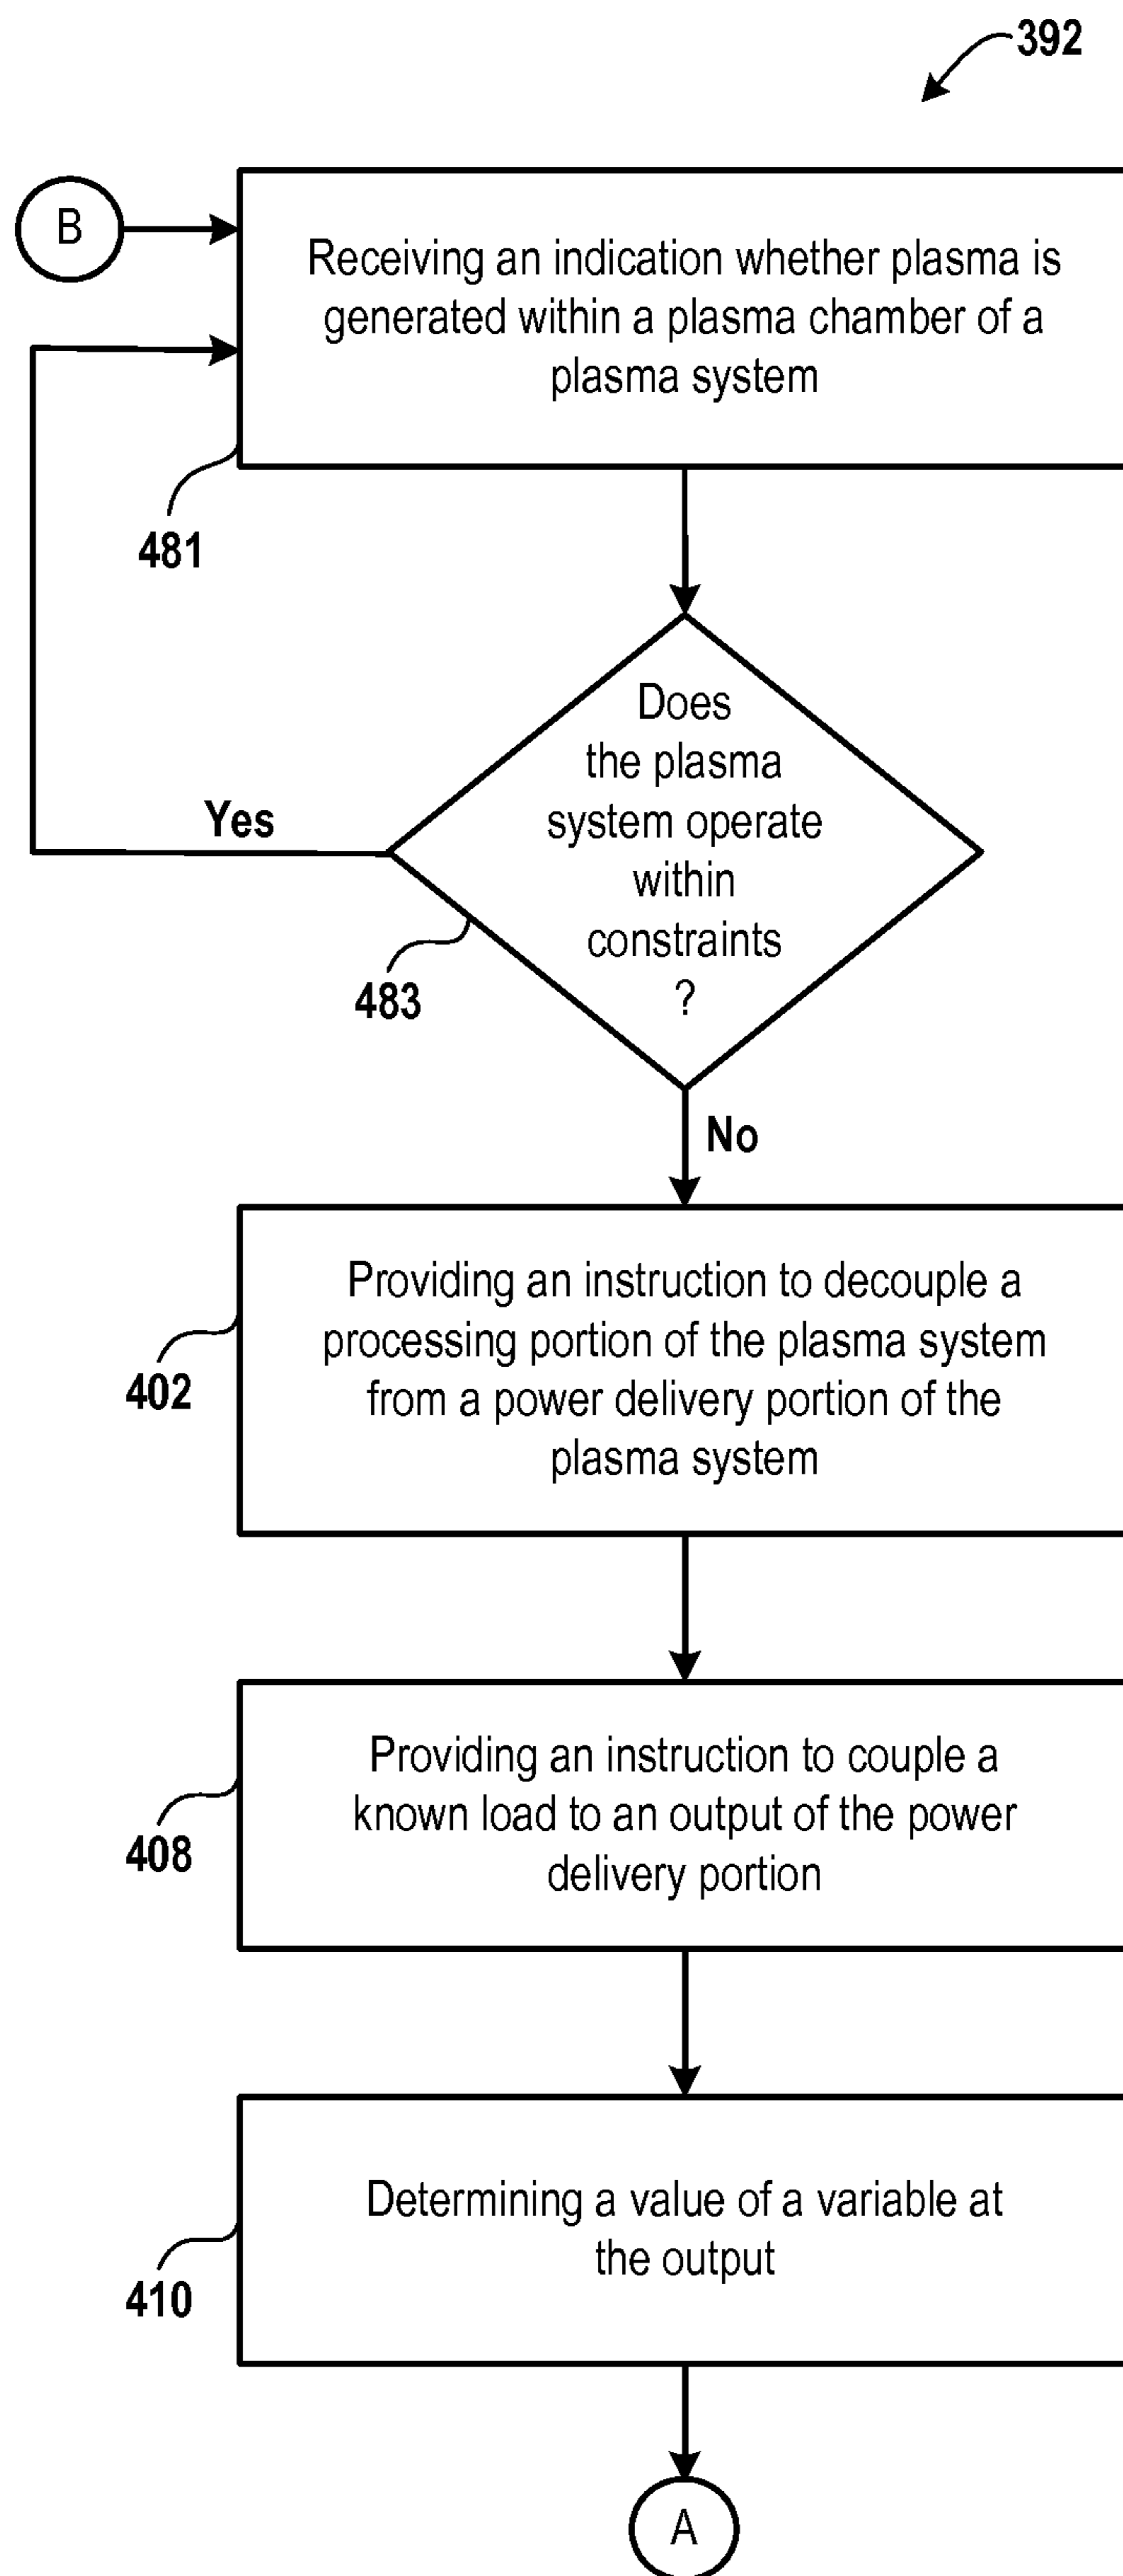 392
B
Receiving an indication whether plasma is
generated within a plasma chamber of a
plasma system
481
Does
the plasma
system operate
within
constraints
?
Yes
483
No
Providing an instruction to decouple a
processing portion of the plasma system
from a power delivery portion of the
plasma system
402
Providing an instruction to couple a
known load to an output of the power
delivery portion
408
Determining a value of a variable at
the output
410
A